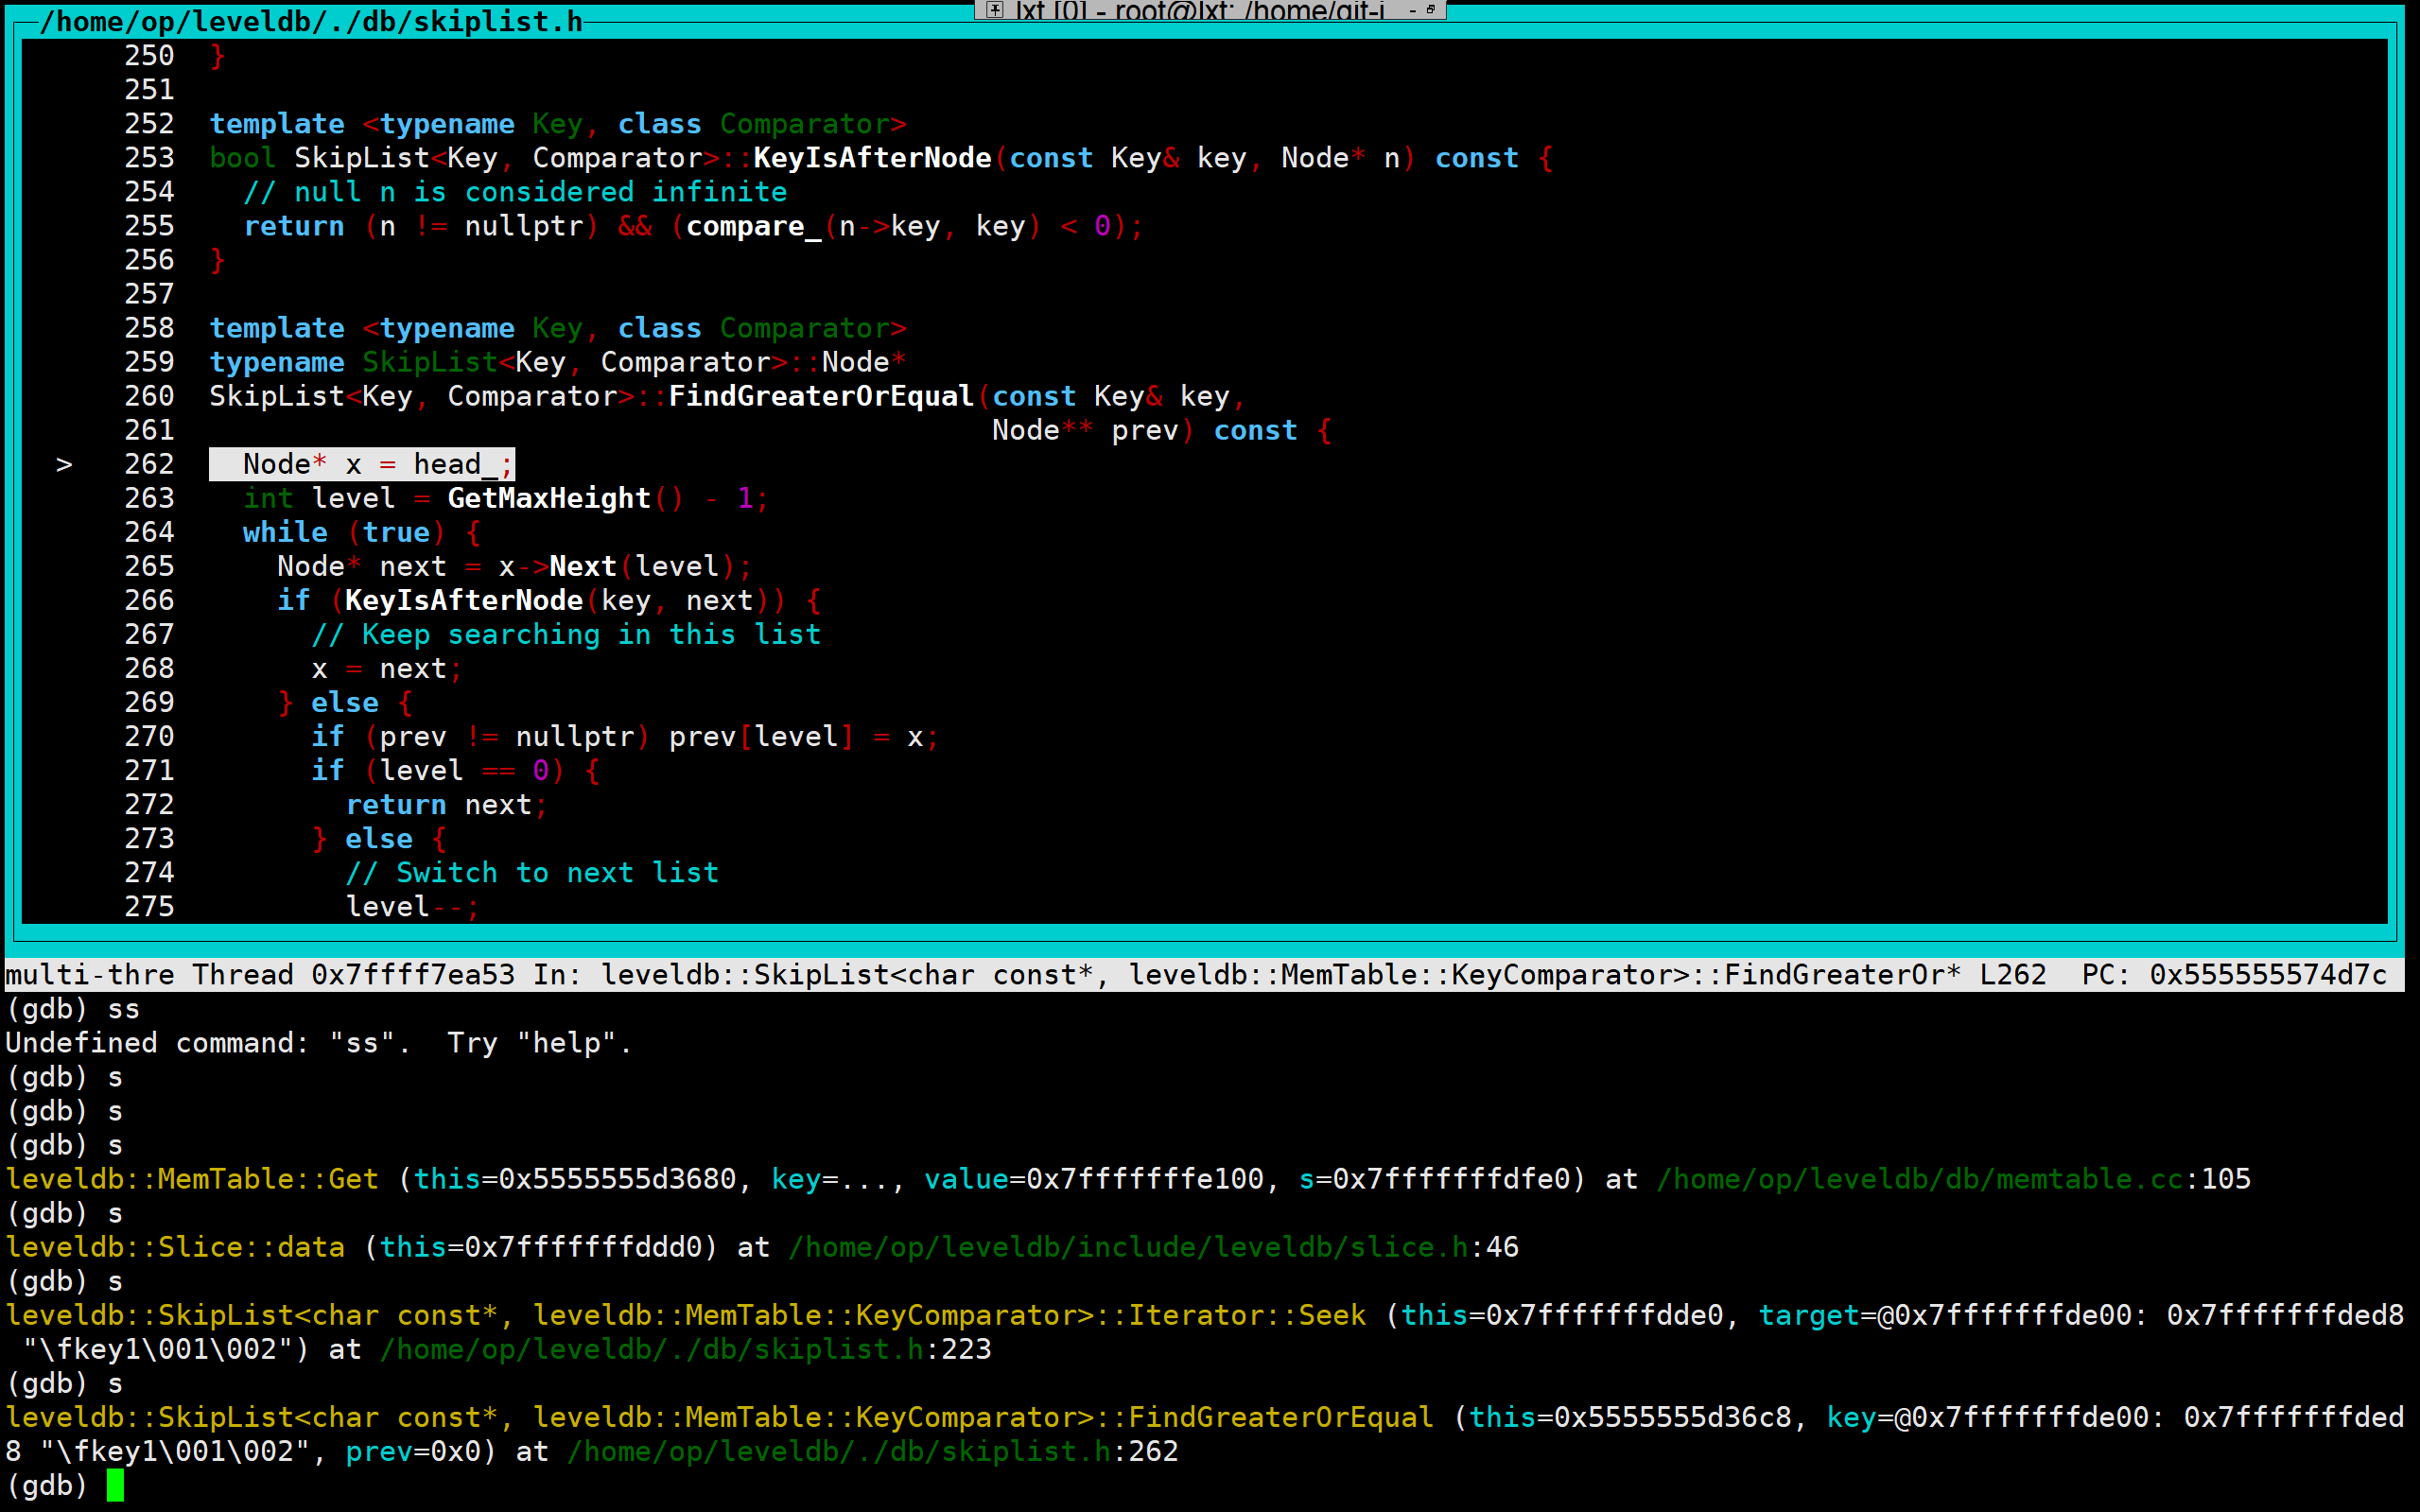 lxt [0] - root@lxt: /home/git-i
/home/op/leveldb/./db/skiplist.h
250 }
251
252 template <typename Key, class Comparator>
253 bool SkipList<Key, Comparator>::KeyIsAfterNode(const Key& key, Node* n) const {
254   // null n is considered infinite
255   return (n != nullptr) && (compare_(n->key, key) < 0);
256 }
257
258 template <typename Key, class Comparator>
259 typename SkipList<Key, Comparator>::Node*
260 SkipList<Key, Comparator>::FindGreaterOrEqual(const Key& key,
261                                               Node** prev) const {
> 262   Node* x = head_;
263   int level = GetMaxHeight() - 1;
264   while (true) {
265     Node* next = x->Next(level);
266     if (KeyIsAfterNode(key, next)) {
267       // Keep searching in this list
268       x = next;
269     } else {
270       if (prev != nullptr) prev[level] = x;
271       if (level == 0) {
272         return next;
273       } else {
274         // Switch to next list
275         level--;
multi-thre Thread 0x7ffff7ea53 In: leveldb::SkipList<char const*, leveldb::MemTable::KeyComparator>::FindGreaterOr* L262  PC: 0x555555574d7c
(gdb) ss
Undefined command: "ss".  Try "help".
(gdb) s
(gdb) s
(gdb) s
leveldb::MemTable::Get (this=0x5555555d3680, key=..., value=0x7fffffffe100, s=0x7fffffffdfe0) at /home/op/leveldb/db/memtable.cc:105
(gdb) s
leveldb::Slice::data (this=0x7fffffffddd0) at /home/op/leveldb/include/leveldb/slice.h:46
(gdb) s
leveldb::SkipList<char const*, leveldb::MemTable::KeyComparator>::Iterator::Seek (this=0x7fffffffdde0, target=@0x7fffffffde00: 0x7fffffffded8
 "\fkey1\001\002") at /home/op/leveldb/./db/skiplist.h:223
(gdb) s
leveldb::SkipList<char const*, leveldb::MemTable::KeyComparator>::FindGreaterOrEqual (this=0x5555555d36c8, key=@0x7fffffffde00: 0x7fffffffded
8 "\fkey1\001\002", prev=0x0) at /home/op/leveldb/./db/skiplist.h:262
(gdb)